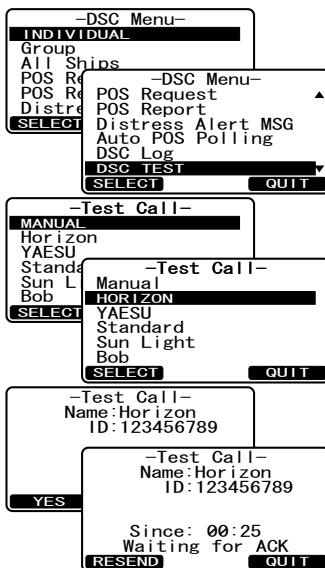 -DSC Menu-
INDIVIDUAL
Group
All Ships
POS Re
POS Re
Distre
SELECT
-DSC Menu-
POS Request
POS Report
Distress Alert MSG
Auto POS Polling
DSC Log
DSC TEST
SELECT QUIT
-Test Call-
MANUAL
Horizon
YAESU
Standa
Sun L
Bob
SELECT
-Test Call-
Manual
HORIZON
YAESU
Standard
Sun Light
Bob
SELECT QUIT
-Test Call-
Name:Horizon
ID:123456789
YES
-Test Call-
Name:Horizon
ID:123456789
Since: 00:25
Waiting for ACK
RESEND QUIT